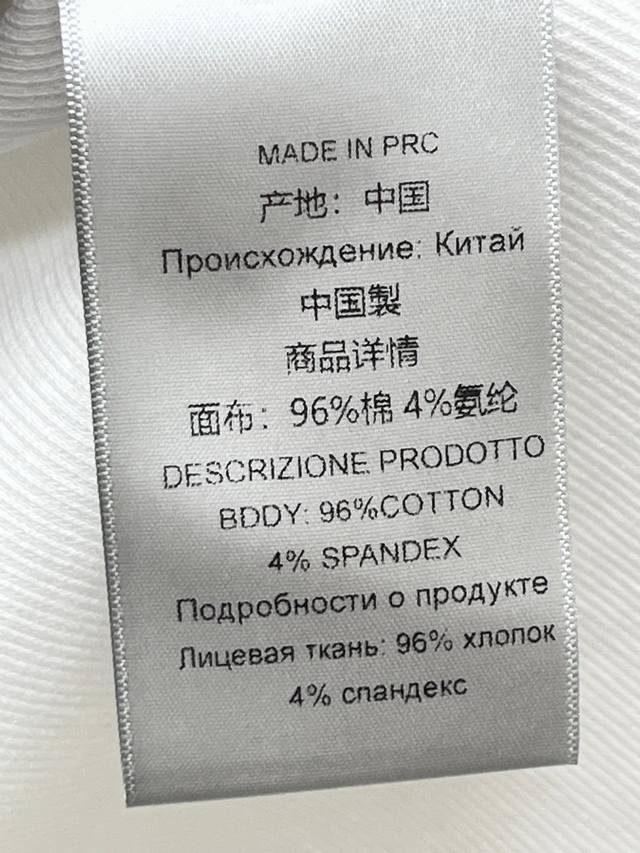 MADE IN PRC
产地：中国
Происхождение: Китай
中国製
商品详情
面布：96%棉 4%氨纶
DESCRIZIONE PRODOTTO
BDDY: 96%COTTON
4% SPANDEX
Подробности о продукте
Лицевая ткань: 96% хлопок
4% спандекс